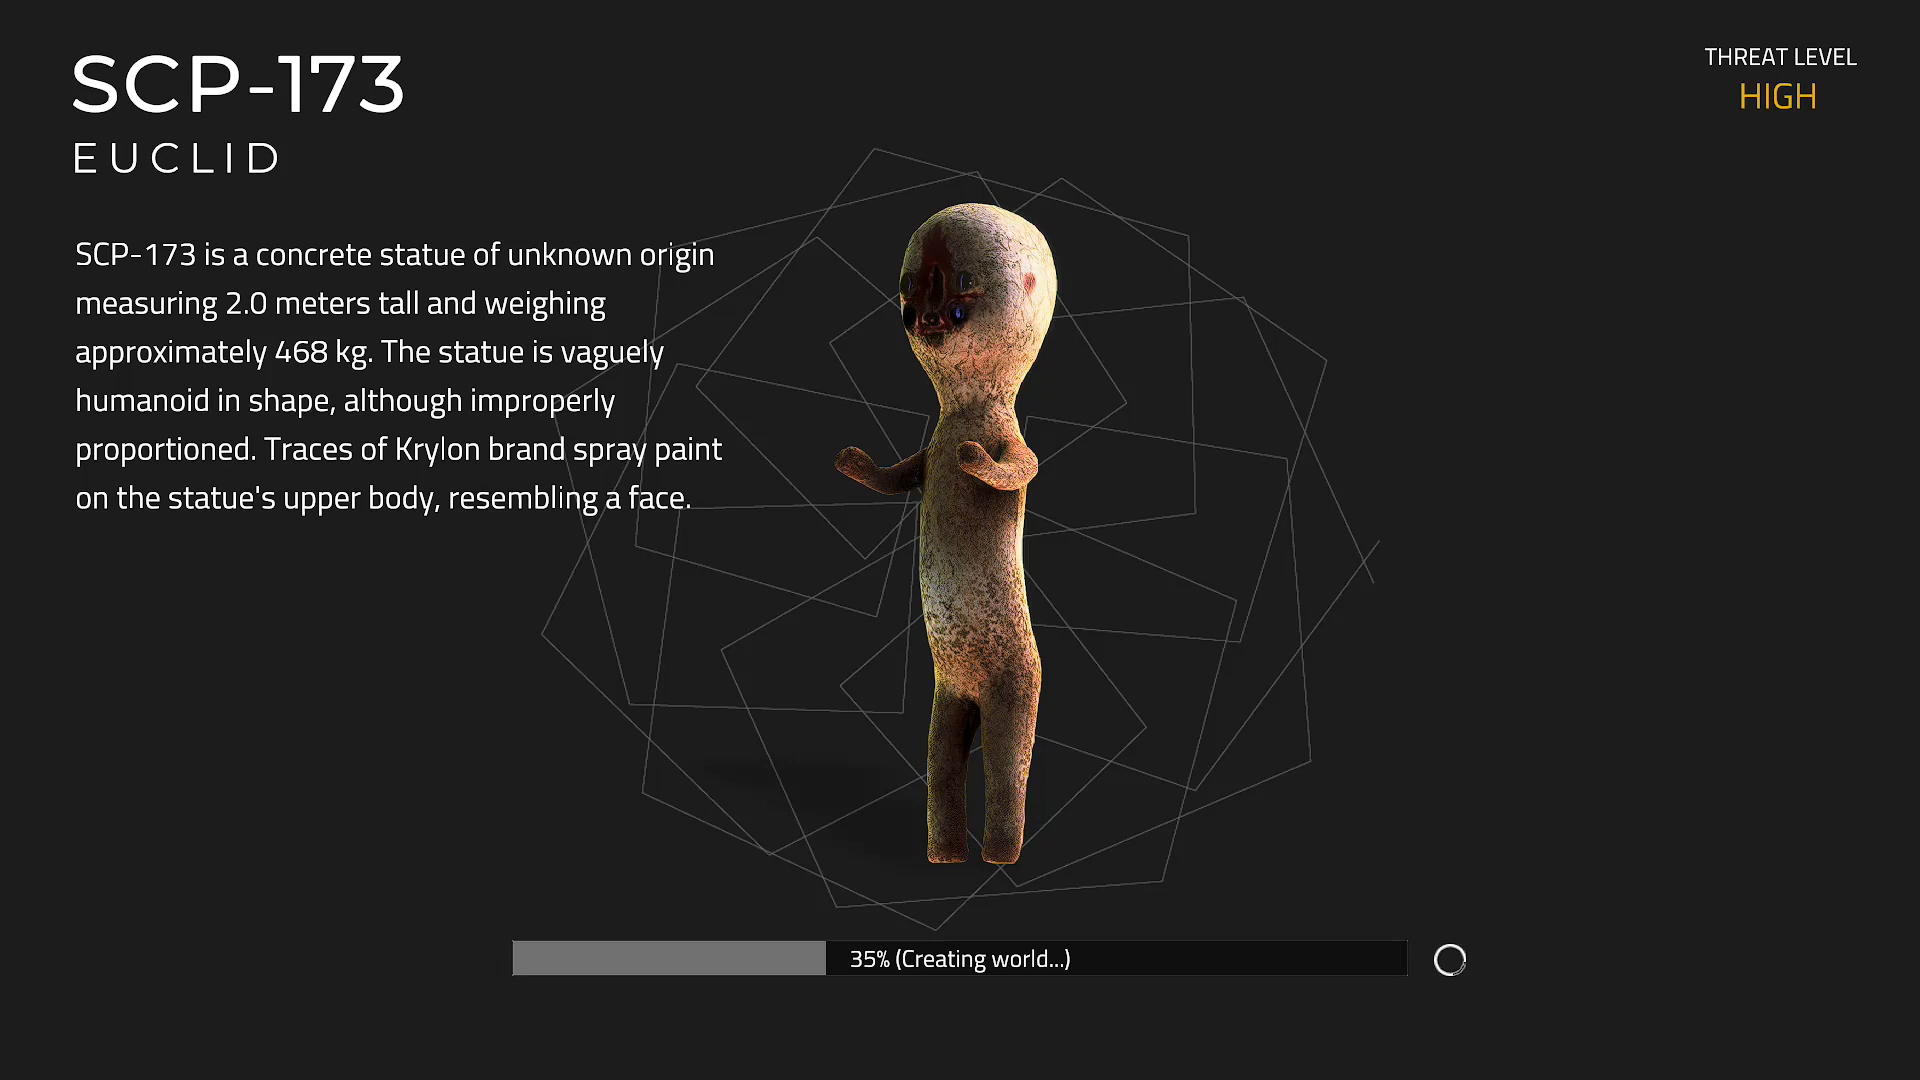 SCP-173
EUCLID
THREAT LEVEL
HIGH
SCP-173 is a concrete statue of unknown origin
measuring 2.0 meters tall and weighing
approximately 468 kg. The statue is vaguely
humanoid in shape, although improperly
proportioned. Traces of Krylon brand spray paint
on the statue's upper body, resembling a face.
35% (Creating world...)